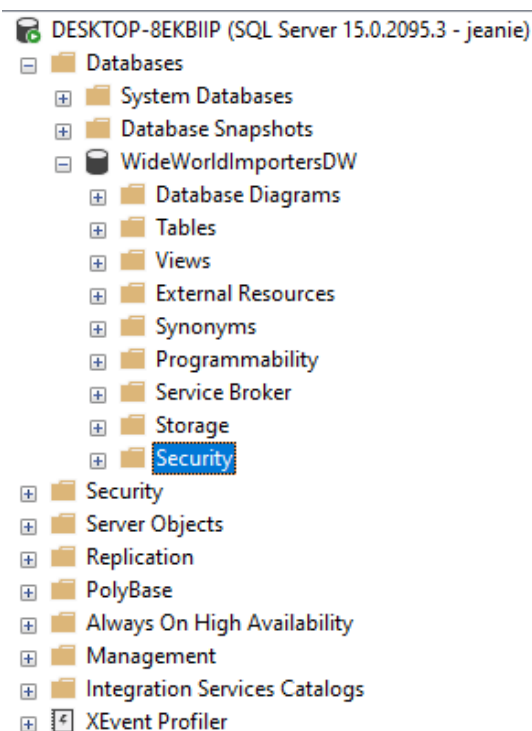 DESKTOP-8EKBIIP (SQL Server 15.0.2095.3 - jeanie)
Databases
System Databases
Database Snapshots
WideWorldImportersDW
Database Diagrams
Tables
Views
External Resources
Synonyms
Programmability
Service Broker
Storage
Security
Security
Server Objects
Replication
PolyBase
Always On High Availability
Management
Integration Services Catalogs
XEvent Profiler